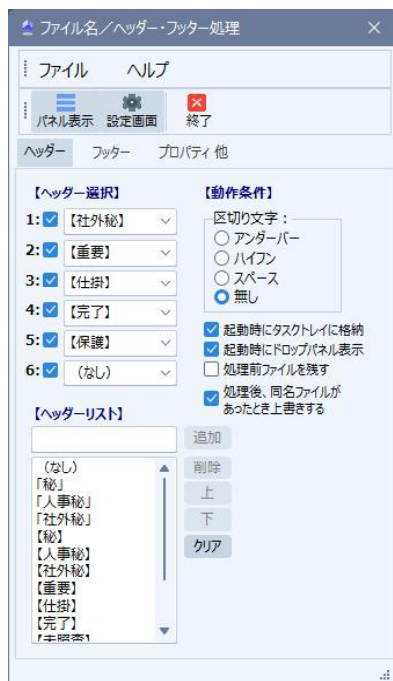 ファイル名／ヘッダー・フッター処理
ファイル ヘルプ
パネル表示 設定画面 終了
ヘッダー フッター プロパティ 他
【ヘッダー選択】
1: 【社外秘】
2: 【重要】
3: 【仕掛】
4: 【完了】
5: 【保護】
6: （なし）
【動作条件】
区切り文字：
アンダーバー
ハイフン
スペース
無し
起動時にタスクトレイに格納
起動時にドロップパネル表示
処理前ファイルを残す
処理後、同名ファイルが
あったとき上書きする
【ヘッダーリスト】
追加
削除
上
下
クリア
（なし）
「秘」
「人事秘」
「社外秘」
【秘】
【人事秘】
【社外秘】
【重要】
【仕掛】
【完了】
【未照査】